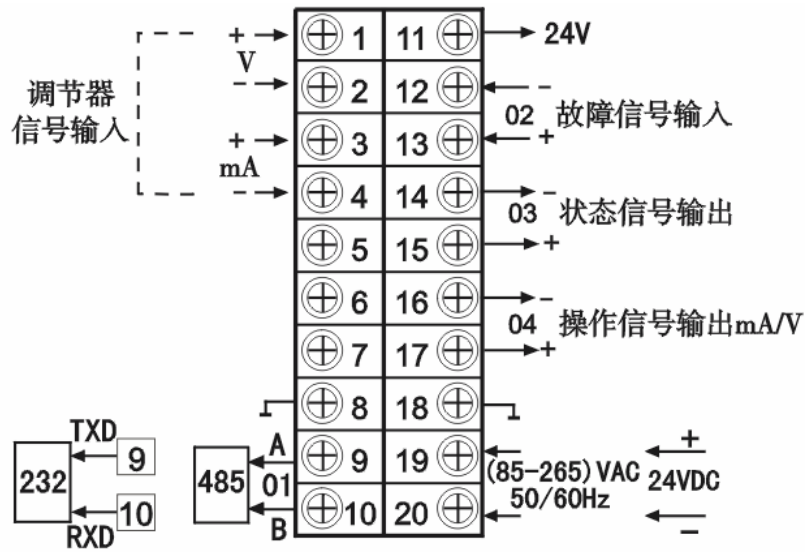 调节器
信号输入
+
V
−
+
mA
−
1 11
2 12
3 13
4 14
5 15
6 16
7 17
8 18
9 19
10 20
24V
−
02 故障信号输入
+
−
03 状态信号输出
+
−
04 操作信号输出mA/V
+
TXD
9
232
10
RXD
A
485
01
B
(85-265)VAC
50/60Hz
+
24VDC
−